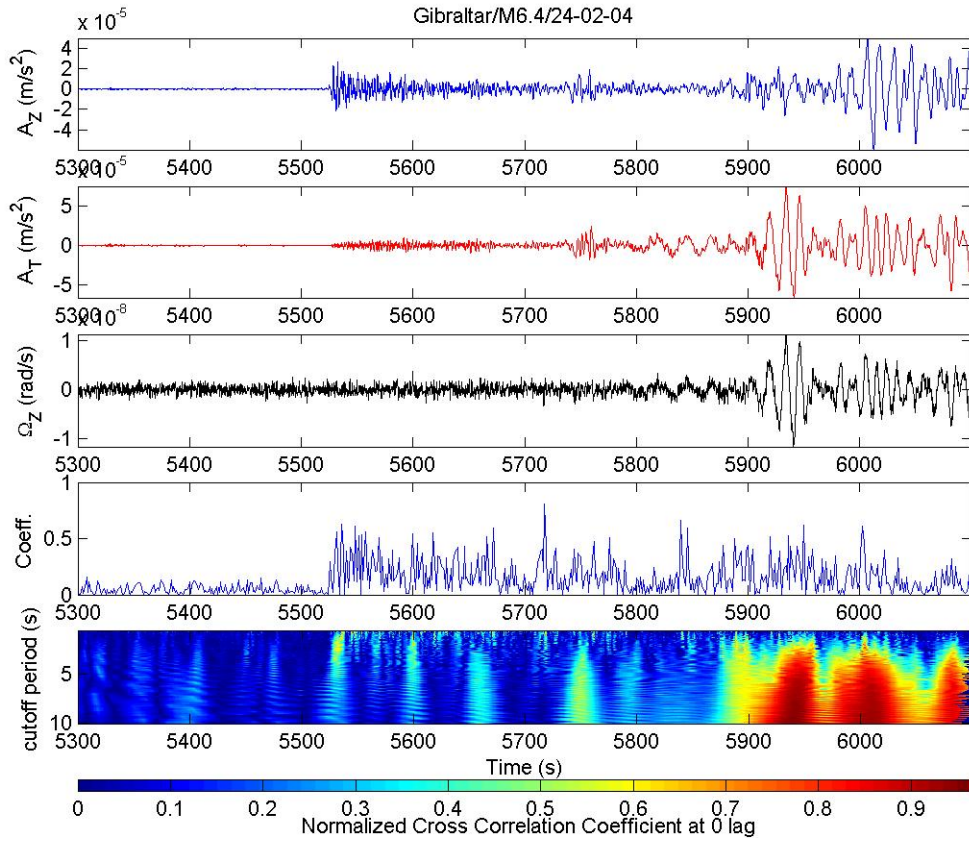 Gibraltar/M6.4/24-02-04
x 10^-5
A_Z (m/s^2)
4
2
0
-2
-4
5300 5400 5500 5600 5700 5800 5900 6000
x 10^-5
A_T (m/s^2)
5
0
-5
5300 5400 5500 5600 5700 5800 5900 6000
x 10^-8
Ω_Z (rad/s)
1
0
-1
5300 5400 5500 5600 5700 5800 5900 6000
Coeff.
1
0.5
0
5300 5400 5500 5600 5700 5800 5900 6000
cutoff period (s)
5
10
5300 5400 5500 5600 5700 5800 5900 6000
Time (s)
0 0.1 0.2 0.3 0.4 0.5 0.6 0.7 0.8 0.9
Normalized Cross Correlation Coefficient at 0 lag